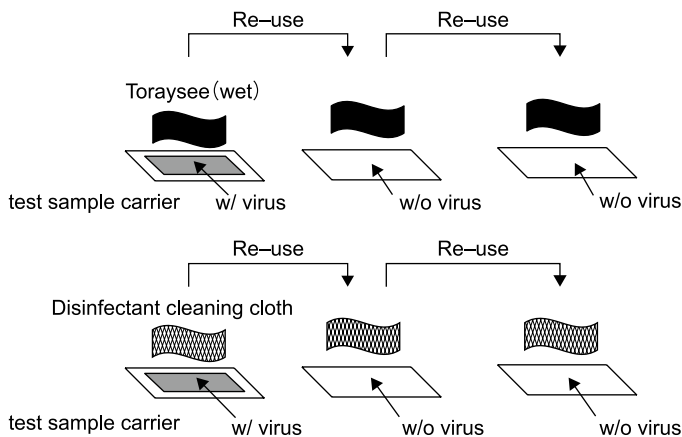 Re–use Re–use
Toraysee（wet）
test sample carrier w/ virus w/o virus w/o virus
Re–use Re–use
Disinfectant cleaning cloth
test sample carrier w/ virus w/o virus w/o virus